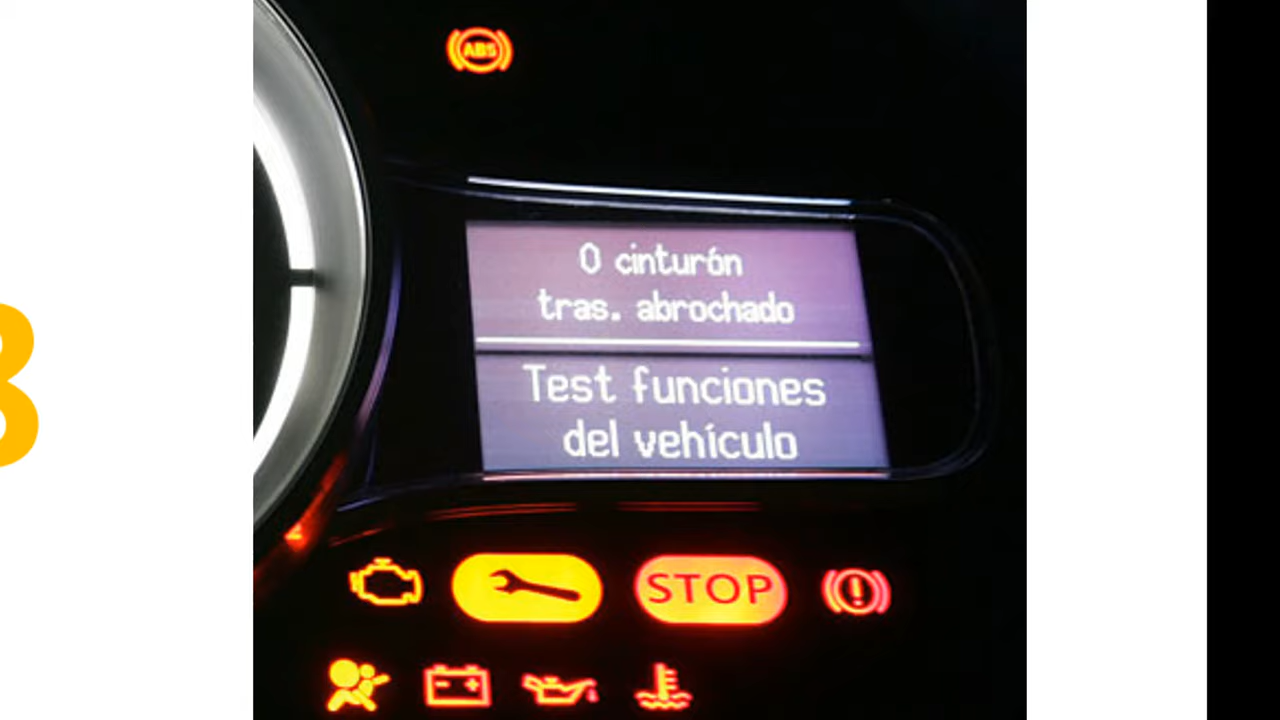 ABS
0 cinturón
tras. abrochado
Test funciones
del vehículo
STOP